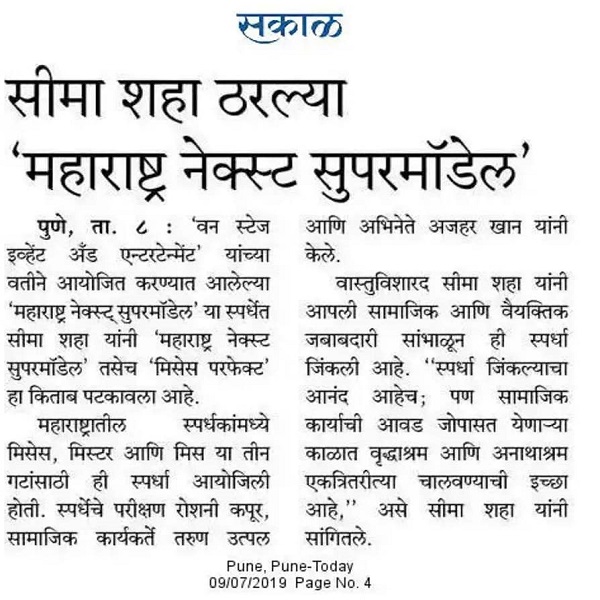 सकाळ
सीमा शहा ठरल्या
‘महाराष्ट्र नेक्स्ट सुपरमॉडेल’
पुणे, ता. ८ : ‘वन स्टेज
इव्हेंट अँड एन्टरटेन्मेंट’ यांच्या
वतीने आयोजित करण्यात आलेल्या
‘महाराष्ट्र नेक्स्ट् सुपरमॉडेल’ या स्पर्धेत
सीमा शहा यांनी ‘महाराष्ट्र नेक्स्ट
सुपरमॉडेल’ तसेच ‘मिसेस परफेक्ट’
हा किताब पटकावला आहे.
महाराष्ट्रातील स्पर्धकांमध्ये
मिसेस, मिस्टर आणि मिस या तीन
गटांसाठी ही स्पर्धा आयोजिली
होती. स्पर्धेचे परीक्षण रोशनी कपूर,
सामाजिक कार्यकर्ते तरुण उत्पल
आणि अभिनेते अजहर खान यांनी
केले.
वास्तुविशारद सीमा शहा यांनी
आपली सामाजिक आणि वैयक्तिक
जबाबदारी सांभाळून ही स्पर्धा
जिंकली आहे. ‘‘स्पर्धा जिंकल्याचा
आनंद आहेच; पण सामाजिक
कार्याची आवड जोपासत येणाऱ्या
काळात वृद्धाश्रम आणि अनाथाश्रम
एकत्रितरीत्या चालवण्याची इच्छा
आहे,’’ असे सीमा शहा यांनी
सांगितले.
Pune, Pune-Today
09/07/2019 Page No. 4